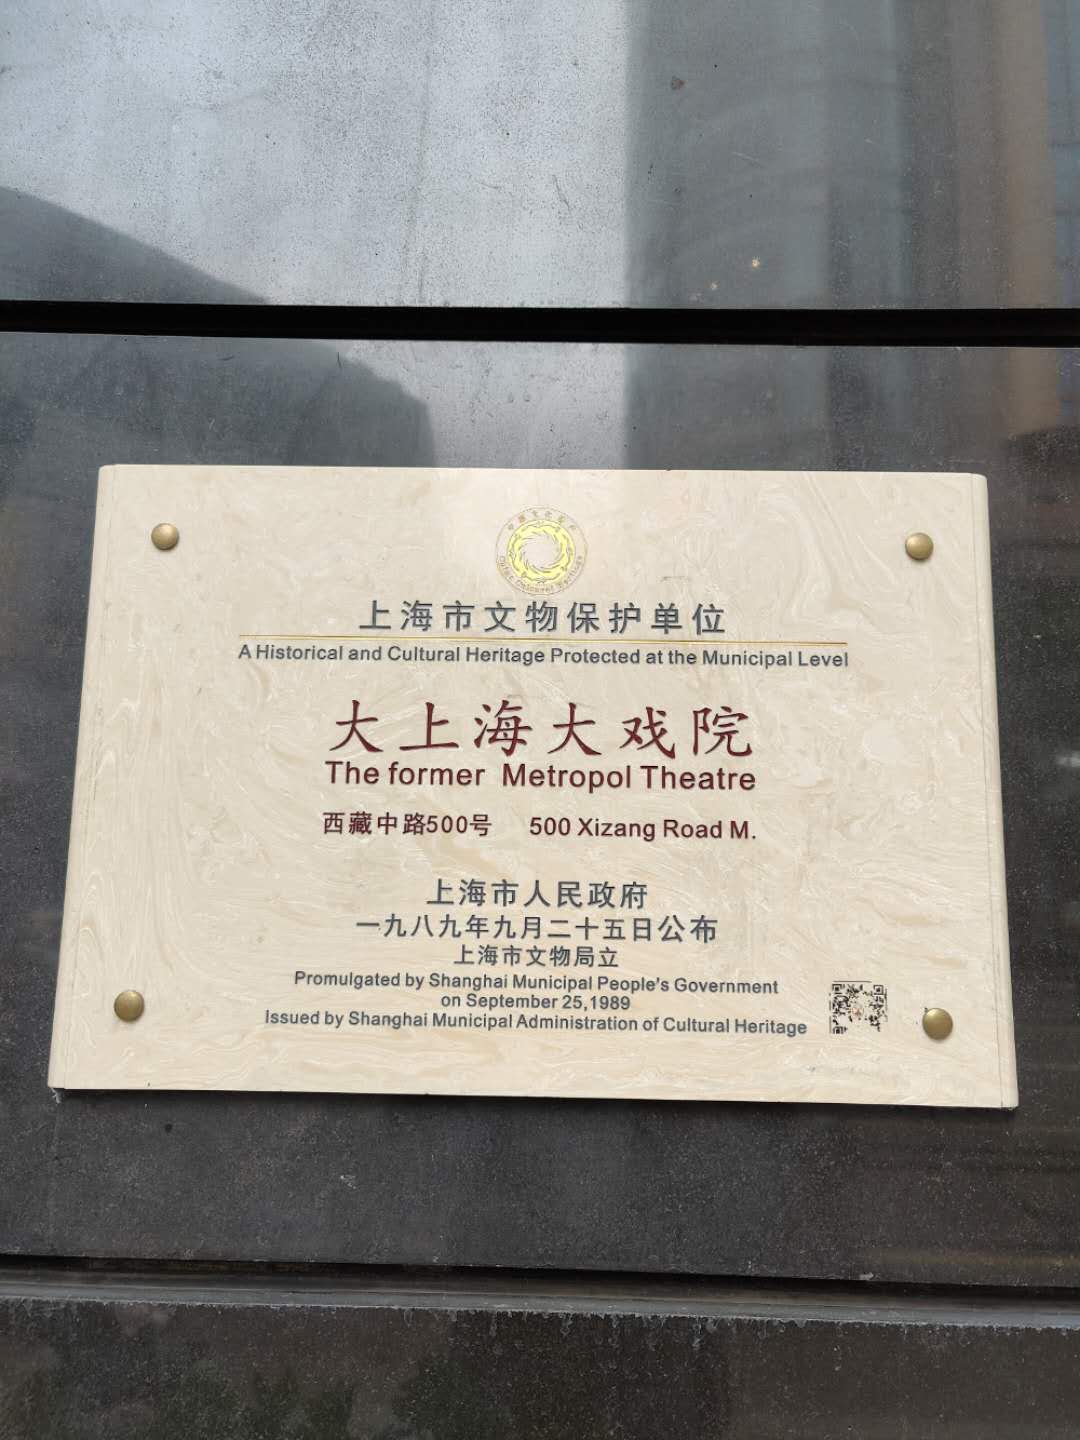 中国文化遗产
China Cultural Heritage
上海市文物保护单位
A Historical and Cultural Heritage Protected at the Municipal Level
大上海大戏院
The former Metropol Theatre
西藏中路500号 500 Xizang Road M.
上海市人民政府
一九八九年九月二十五日公布
上海市文物局立
Promulgated by Shanghai Municipal People's Government
on September 25,1989
Issued by Shanghai Municipal Administration of Cultural Heritage